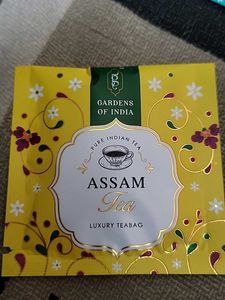 GARDENS
OF INDIA
PURE INDIAN TEA
ASSAM
Tea
LUXURY TEABAG